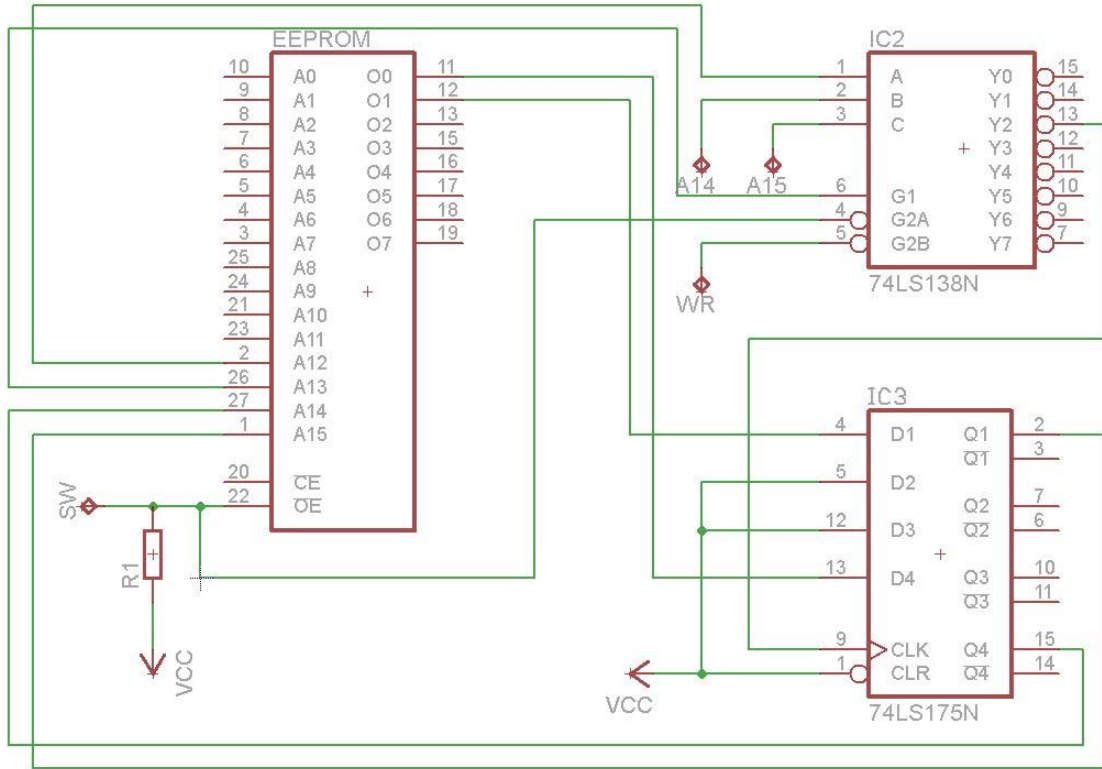 EEPROM
10 A0 O0 11
9 A1 O1 12
8 A2 O2 13
7 A3 O3 15
6 A4 O4 16
5 A5 O5 17
4 A6 O6 18
3 A7 O7 19
25 A8
24 A9
21 A10
23 A11
2 A12
26 A13
27 A14
1 A15
20 CE
22 OE
SW
R1
VCC
IC2
1 A Y0 15
2 B Y1 14
3 C Y2 13
Y3 12
Y4 11
6 G1 Y5 10
4 G2A Y6 9
5 G2B Y7 7
74LS138N
A14
A15
WR
IC3
4 D1 Q1 2
Q1 3
5 D2 Q2 7
12 D3 Q2 6
13 D4 Q3 10
Q3 11
9 CLK Q4 15
1 CLR Q4 14
74LS175N
VCC